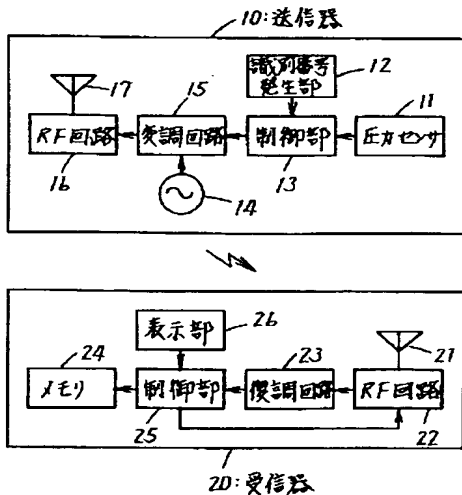 10:送信器
識別番号
発生部
12
17
15
11
RF回路
変調回路
制御部
圧力センサ
16
14
13
表示部
26
24
23
21
メモリ
制御部
復調回路
RF回路
25
22
20:受信器